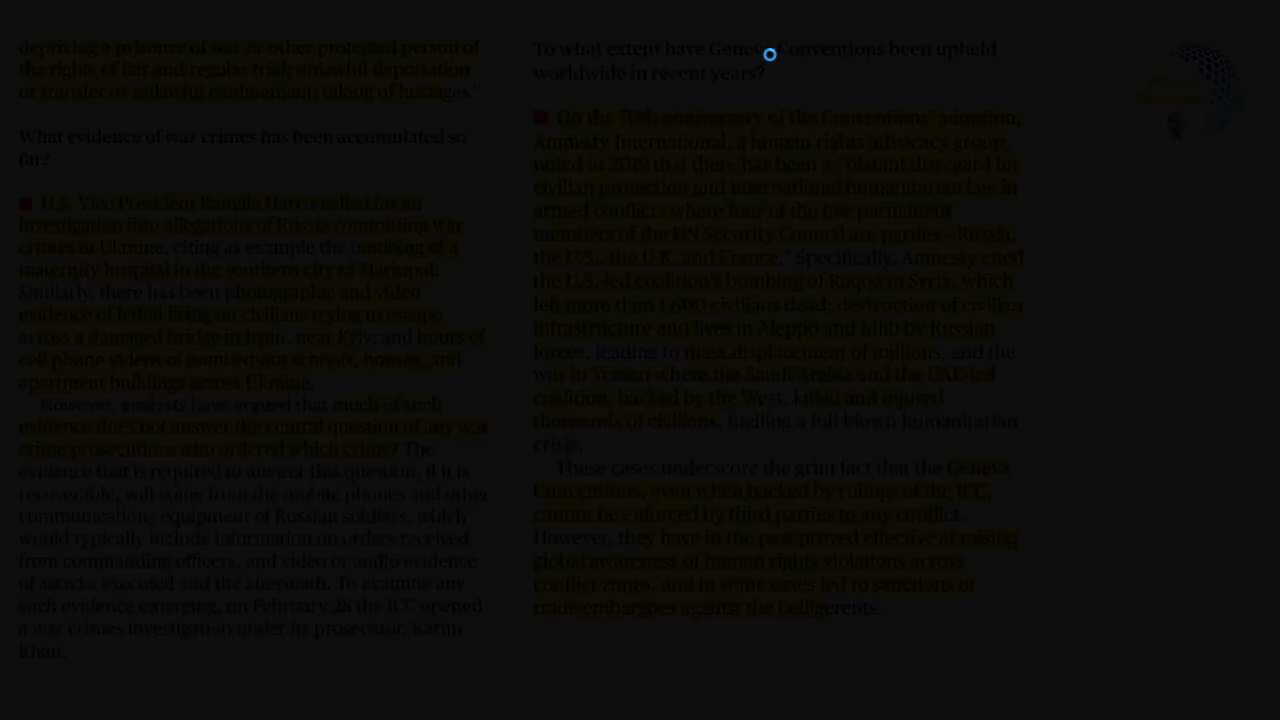 depriving a prisoner of war or other protected person of
the rights of fair and regular trial; unlawful deportation
or transfer or unlawful confinement; taking of hostages."
What evidence of war crimes has been accumulated so
far?
U.S. Vice President Kamala Harris called for an
investigation into allegations of Russia committing war
crimes in Ukraine, citing as example the bombing of a
maternity hospital in the southern city of Mariupol.
Similarly, there has been photographic and video
evidence of lethal firing on civilians trying to escape
across a damaged bridge in Irpin, near Kyiv; and hours of
cell phone videos of bombed-out schools, houses, and
apartment buildings across Ukraine.
However, analysts have argued that much of such
evidence does not answer the central question of any war
crime prosecution: who ordered which crime? The
evidence that is required to answer this question, if it is
recoverable, will come from the mobile phones and other
communications equipment of Russian soldiers, which
would typically include information on orders received
from commanding officers, and video or audio evidence
of attacks executed and the aftermath. To examine any
such evidence emerging, on February 28 the ICC opened
a war crimes investigation under its prosecutor, Karim
Khan.
To what extent have Geneva Conventions been upheld
worldwide in recent years?
On the 70th anniversary of the Conventions' adoption,
Amnesty International, a human rights advocacy group,
noted in 2019 that there has been a "blatant disregard for
civilian protection and international humanitarian law in
armed conflicts where four of the five permanent
members of the UN Security Council are parties – Russia,
the U.S., the U.K. and France." Specifically, Amnesty cited
the U.S.-led coalition's bombing of Raqqa in Syria, which
left more than 1,600 civilians dead; destruction of civilian
infrastructure and lives in Aleppo and Idlib by Russian
forces, leading to mass displacement of millions; and the
war in Yemen where the Saudi Arabia and the UAE-led
coalition, backed by the West, killed and injured
thousands of civilians, fuelling a full-blown humanitarian
crisis.
These cases underscore the grim fact that the Geneva
Conventions, even when backed by rulings of the ICC,
cannot be enforced by third parties to any conflict.
However, they have in the past proved effective at raising
global awareness of human rights violations across
conflict zones, and in some cases led to sanctions or
trade embargoes against the belligerents.